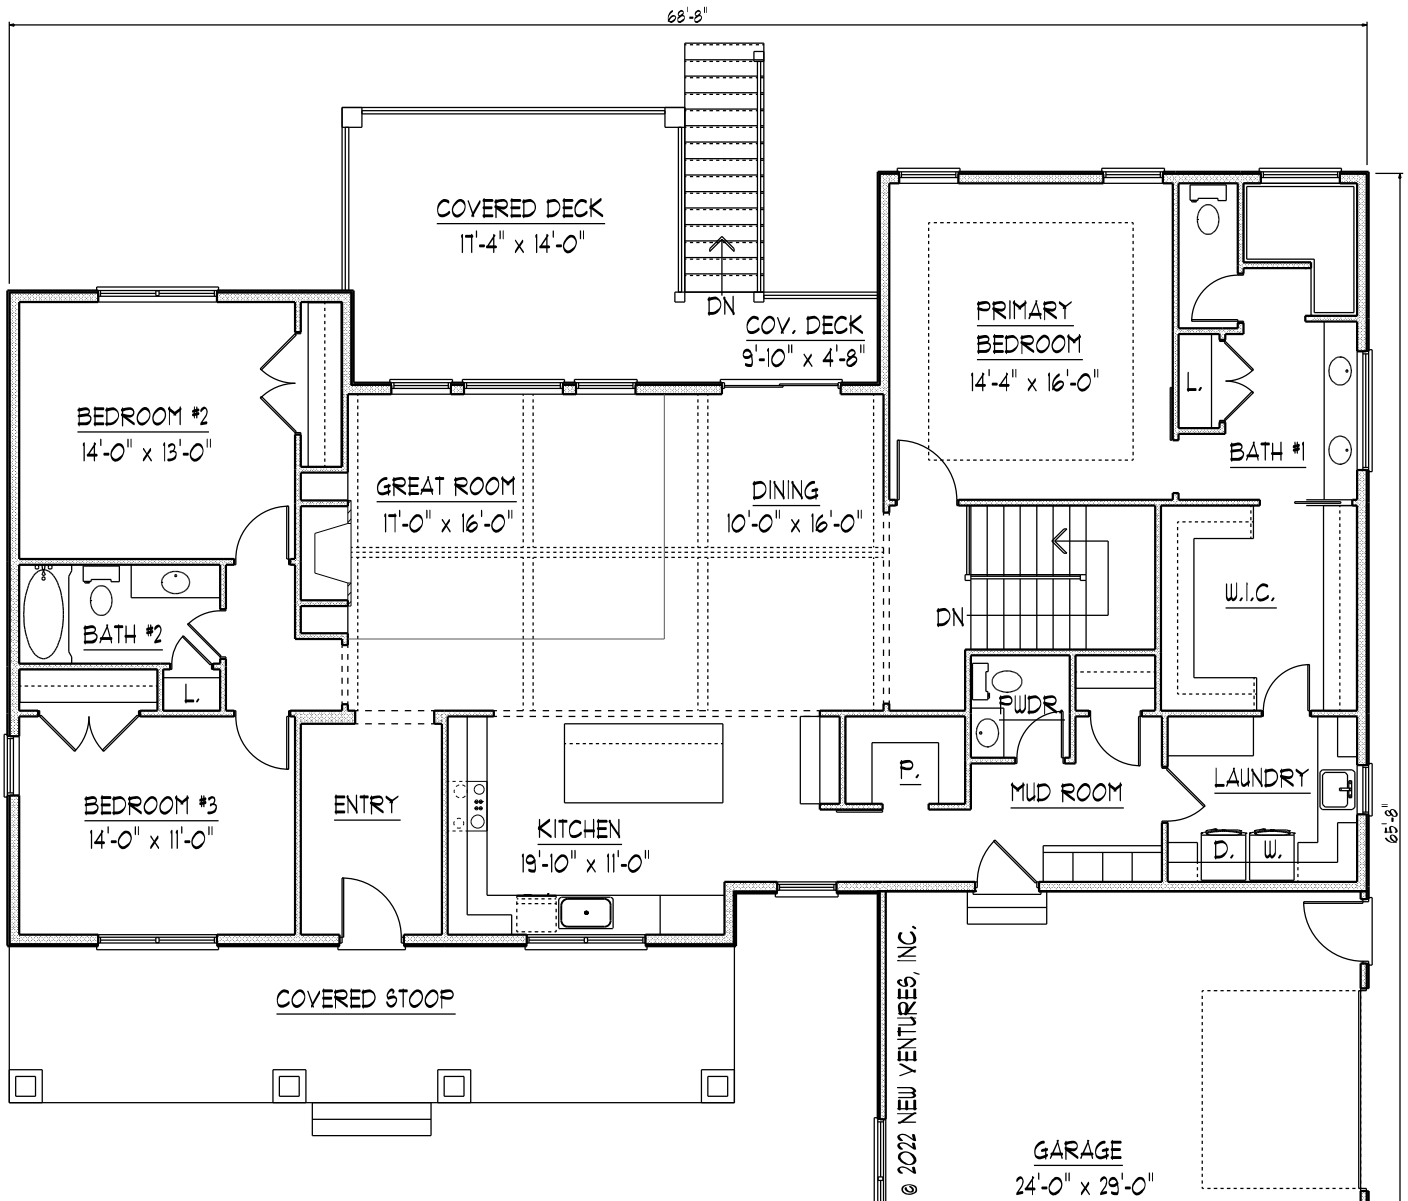 68'-8"
COVERED DECK
17'-4" x 14'-0"
DN
COV. DECK
9'-10" x 4'-8"
PRIMARY
BEDROOM
14'-4" x 16'-0"
L.
BATH #1
BEDROOM #2
14'-0" x 13'-0"
GREAT ROOM
17'-0" x 16'-0"
DINING
10'-0" x 16'-0"
DN
W.I.C.
BATH #2
L.
PWDR.
P.
MUD ROOM
LAUNDRY
D.
W.
65'-8"
BEDROOM #3
14'-0" x 11'-0"
ENTRY
KITCHEN
19'-10" x 11'-0"
COVERED STOOP
© 2022 NEW VENTURES, INC.
GARAGE
24'-0" x 29'-0"